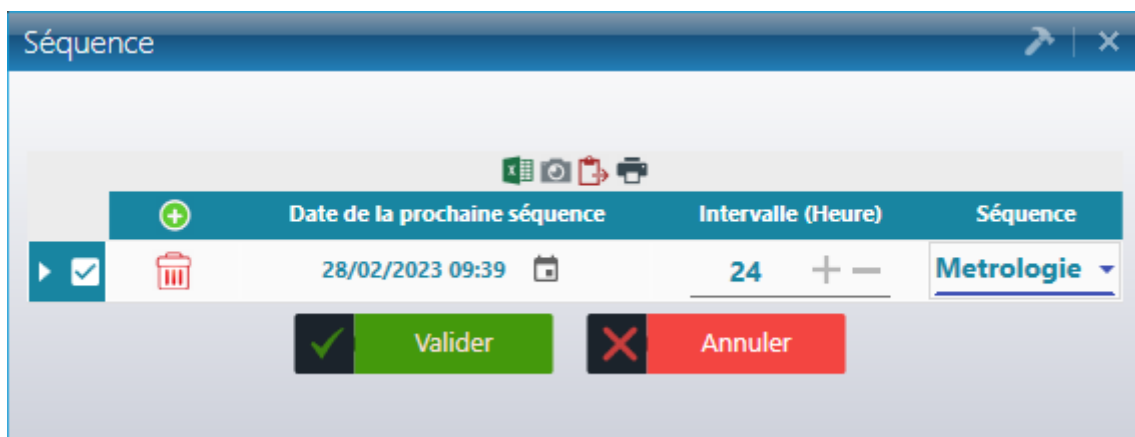 Séquence
Date de la prochaine séquence Intervalle (Heure) Séquence
28/02/2023 09:39 24 Metrologie
Valider Annuler